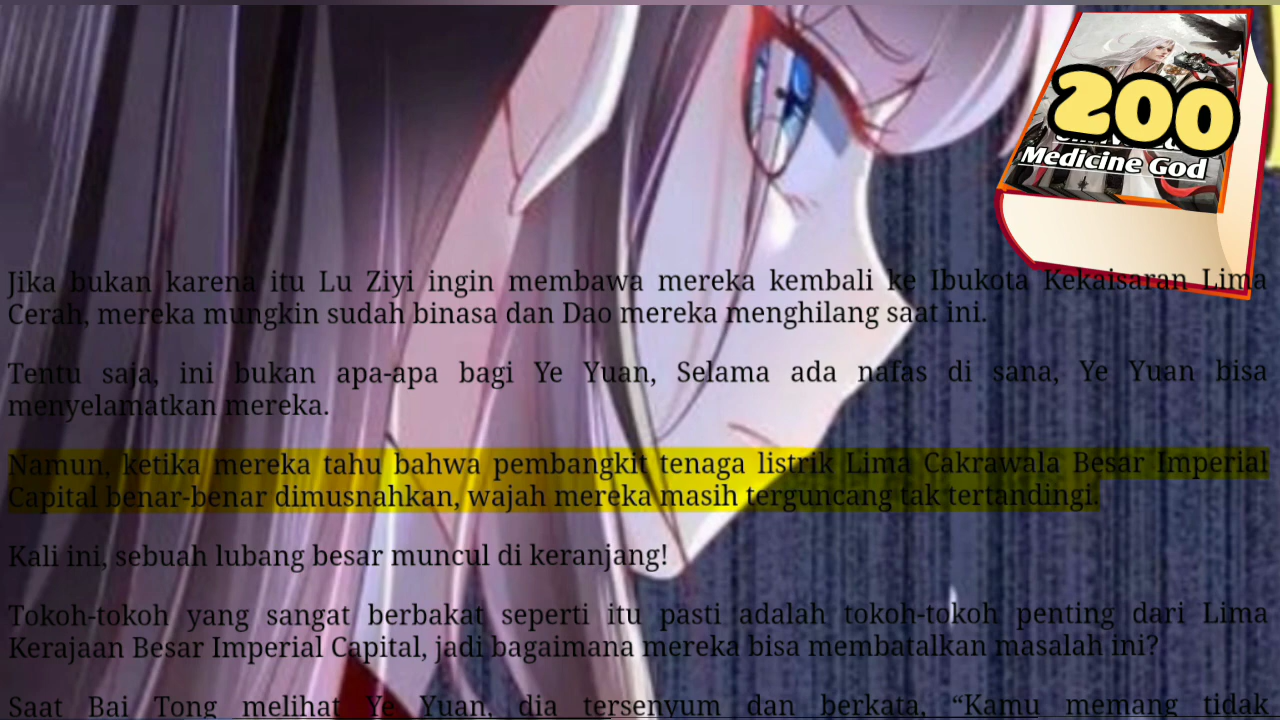 200
Medicine God
Jika bukan karena itu Lu Ziyi ingin membawa mereka kembali ke Ibukota Kekaisaran Lima
Cerah, mereka mungkin sudah binasa dan Dao mereka menghilang saat ini.
Tentu saja, ini bukan apa-apa bagi Ye Yuan, Selama ada nafas di sana, Ye Yuan bisa
menyelamatkan mereka.
Namun, ketika mereka tahu bahwa pembangkit tenaga listrik Lima Cakrawala Besar Imperial
Capital benar-benar dimusnahkan, wajah mereka masih terguncang tak tertandingi.
Kali ini, sebuah lubang besar muncul di keranjang!
Tokoh-tokoh yang sangat berbakat seperti itu pasti adalah tokoh-tokoh penting dari Lima
Kerajaan Besar Imperial Capital, jadi bagaimana mereka bisa membatalkan masalah ini?
Saat Bai Tong melihat Ye Yuan, dia tersenyum dan berkata, “Kamu memang tidak